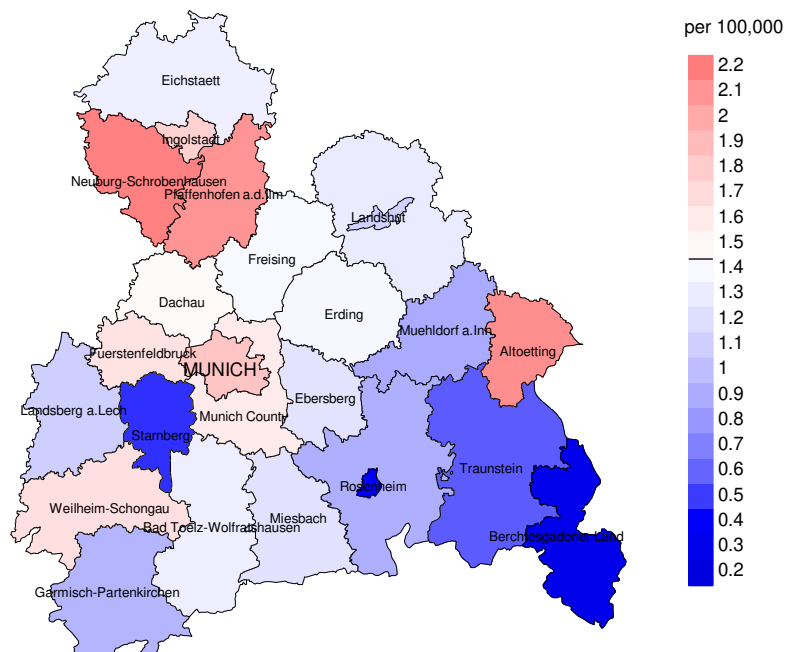 per 100,000
Eichstaett
Ingolstadt
Neuburg-Schrobenhausen
Pfaffenhofen a.d.Ilm
Landshut
Freising
Dachau
Erding
Muehldorf a.Inn
Altoetting
Fuerstenfeldbruck
MUNICH
Ebersberg
Landsberg a.Lech
Munich County
Starnberg
Traunstein
Rosenheim
Weilheim-Schongau
Miesbach
Bad Toelz-Wolfratshausen
Berchtesgadener Land
Garmisch-Partenkirchen
2.2
2.1
2
1.9
1.8
1.7
1.6
1.5
1.4
1.3
1.2
1.1
1
0.9
0.8
0.7
0.6
0.5
0.4
0.3
0.2